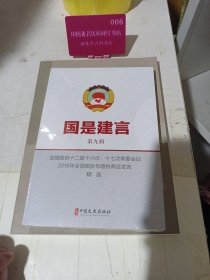 006
国是建言
第九辑
全国政协十二届十六次、十七次常委会议
2016年全国政协专题协商会发言
精选
中国文史出版社